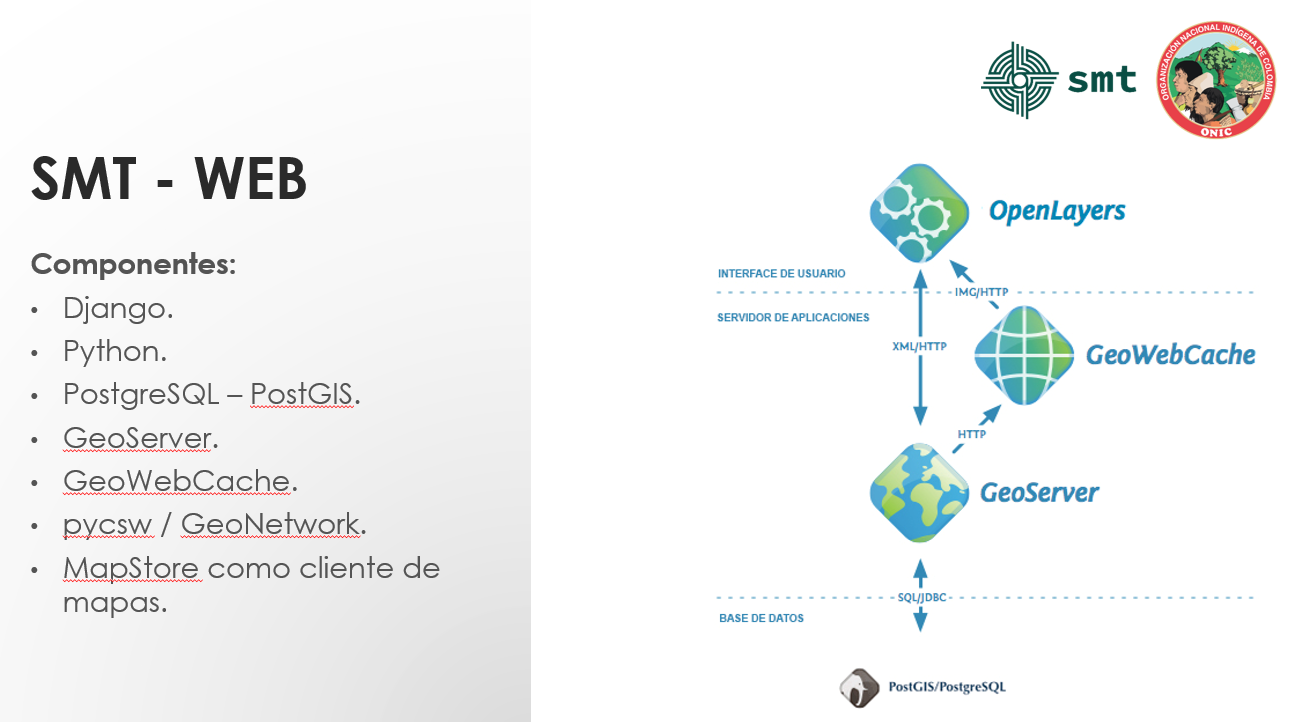 SMT - WEB
Componentes:
• Django.
• Python.
• PostgreSQL – PostGIS.
• GeoServer.
• GeoWebCache.
• pycsw / GeoNetwork.
• MapStore como cliente de
mapas.
smt
ORGANIZACIÓN NACIONAL INDÍGENA DE COLOMBIA
ONIC
OpenLayers
INTERFACE DE USUARIO
IMG/HTTP
SERVIDOR DE APLICACIONES
XML/HTTP
GeoWebCache
HTTP
GeoServer
SQL/JDBC
BASE DE DATOS
PostGIS/PostgreSQL